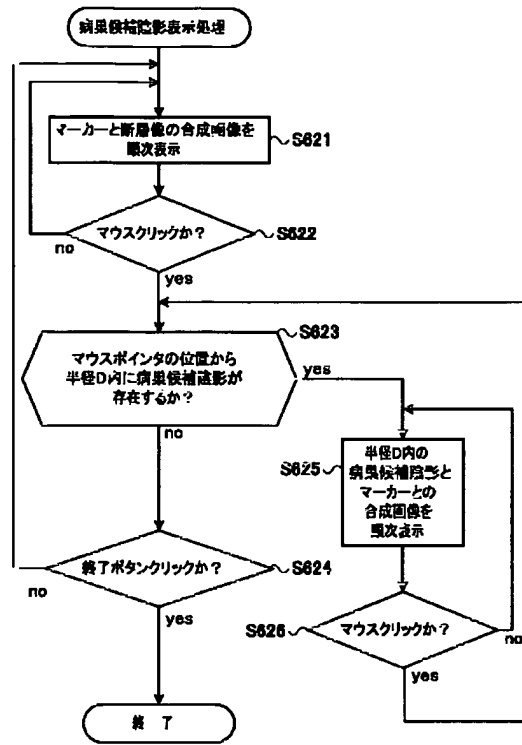 病巣候補陰影表示処理
マーカーと断層像の合成画像を
順次表示
S621
マウスクリックか？
S622
no
yes
S623
マウスポインタの位置から
半径D内に病巣候補陰影が
存在するか？
yes
no
半径D内の
病巣候補陰影と
マーカーとの
合成画像を
順次表示
S625
終了ボタンクリックか？
S624
no
yes
マウスクリックか？
S626
no
yes
終 了